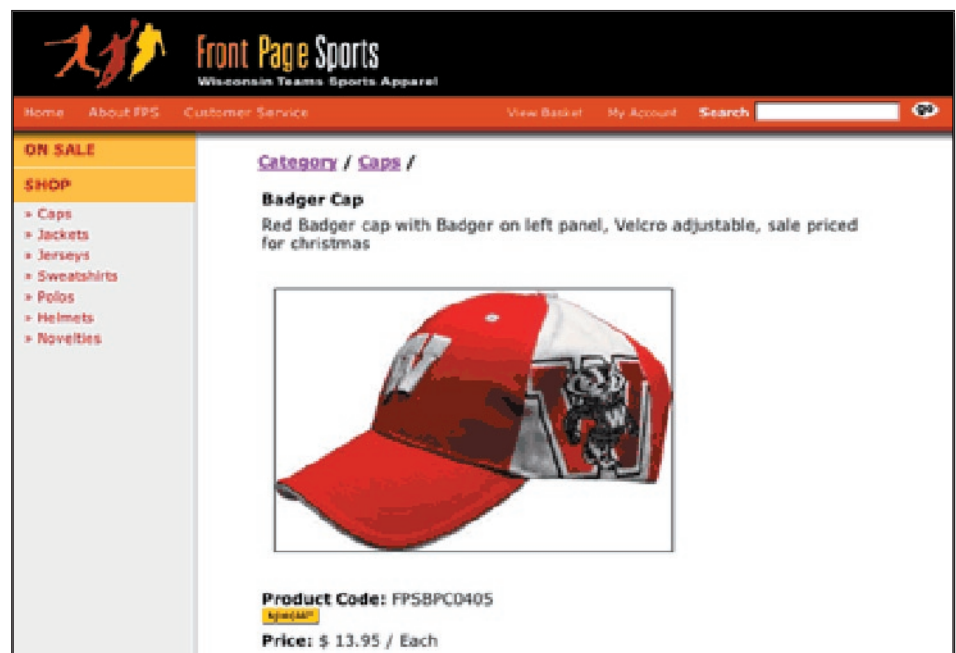 Front Page Sports
Wisconsin Teams Sports Apparel
Home About FPS Customer Service View Basket My Account Search go
ON SALE
SHOP
» Caps
» Jackets
» Jerseys
» Sweatshirts
» Polos
» Helmets
» Novelties
Category / Caps /
Badger Cap
Red Badger cap with Badger on left panel, Velcro adjustable, sale priced
for christmas
W
W
Product Code: FPSBPC0405
Price: $ 13.95 / Each